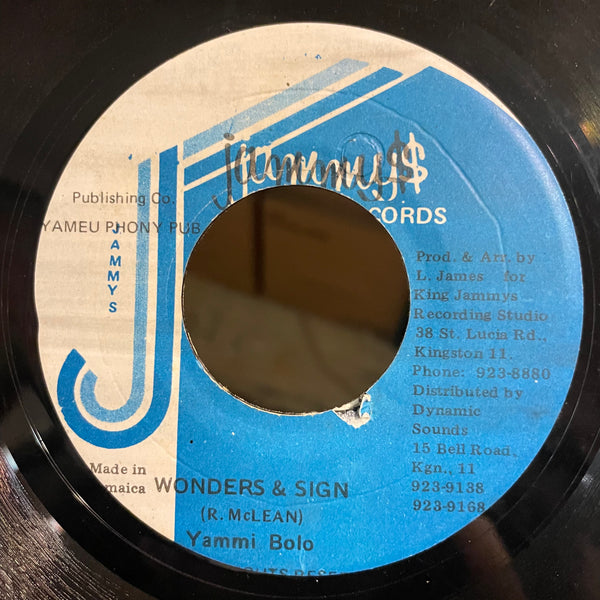 jammy$
CORDS
Publishing Co.
YAMEU PHONY PUB
JAMMYS
Prod. & Arr. by
L. James for
King Jammys
Recording Studio
38 St. Lucia Rd.,
Kingston 11.
Phone: 923-8880
Distributed by
Dynamic
Sounds
15 Bell Road,
Kgn., 11
923-9138
923-9168
Made in
maica
WONDERS & SIGN
(R. McLEAN)
Yammi Bolo